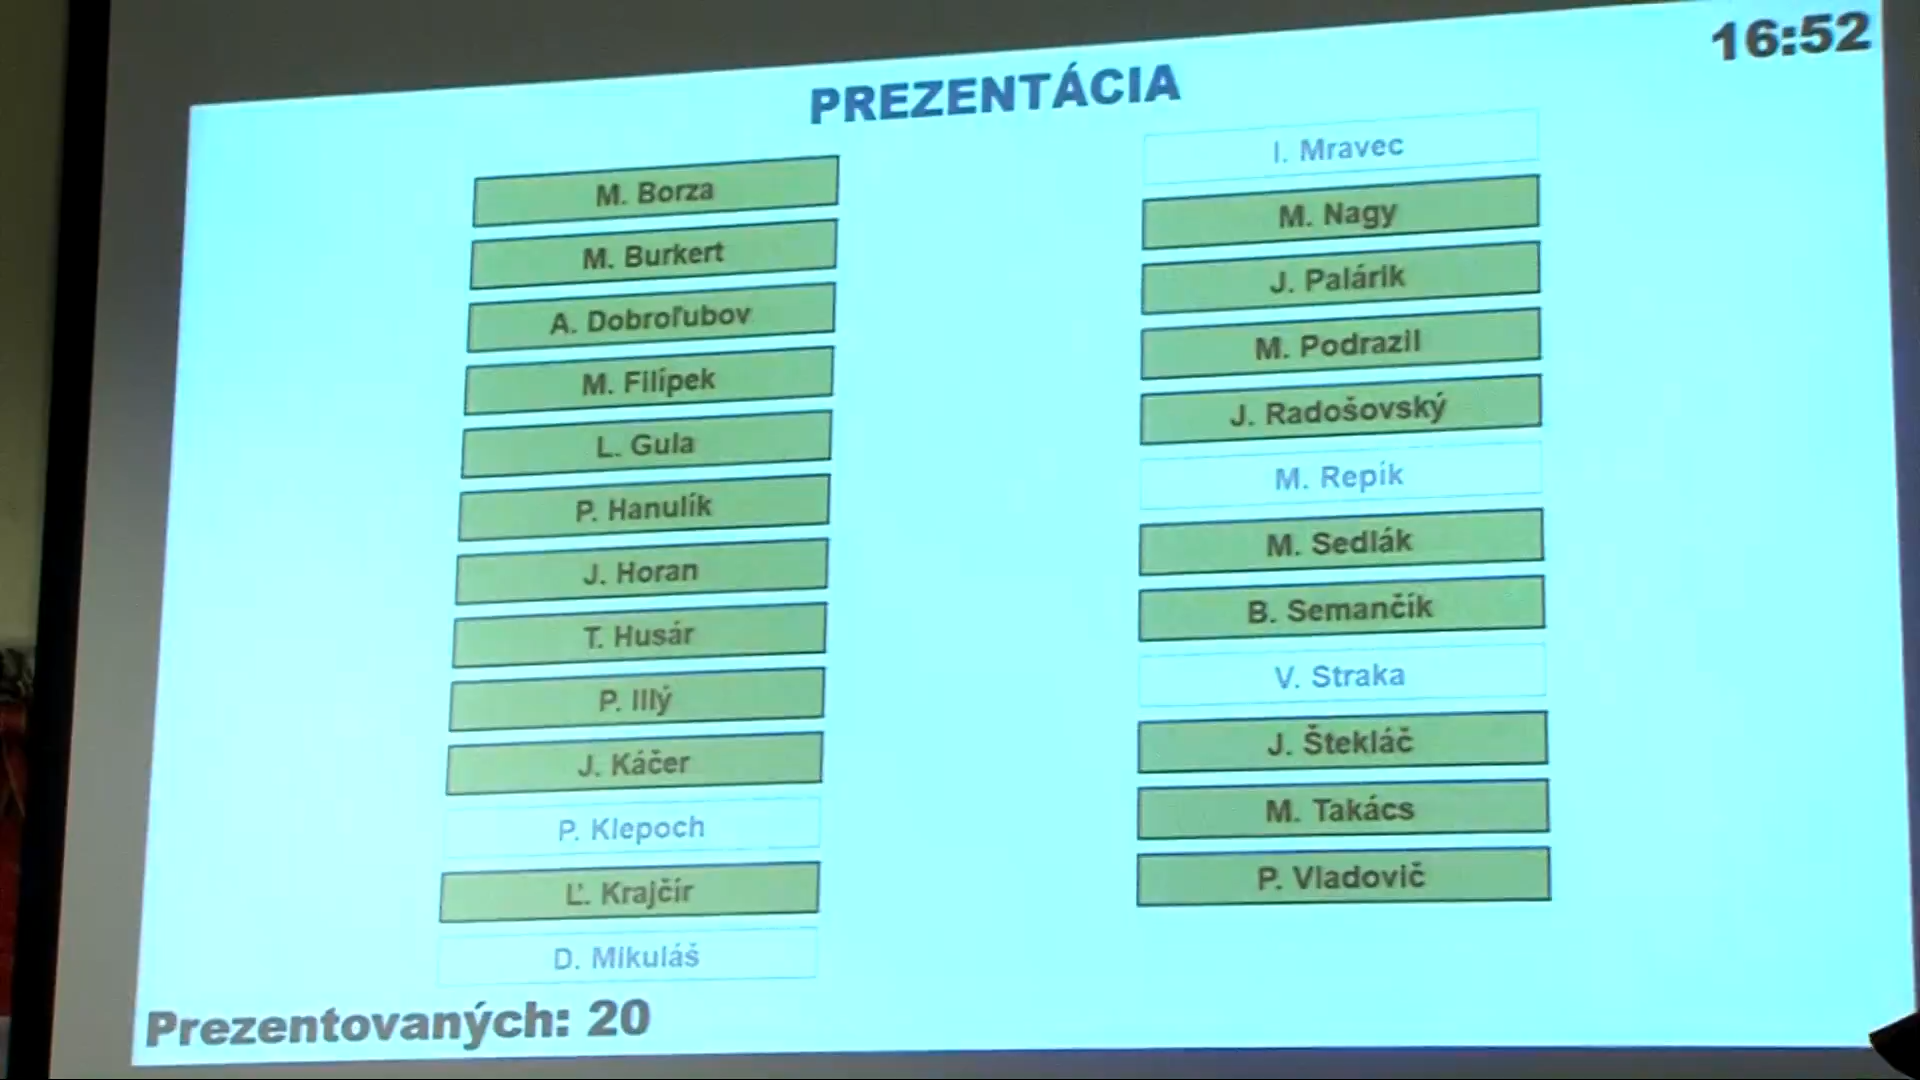 16:52
PREZENTÁCIA
M. Borza
M. Burkert
A. Dobroľubov
M. Filípek
L. Gula
P. Hanulík
J. Horan
T. Husár
P. Illý
J. Káčer
P. Klepoch
Ľ. Krajčír
D. Mikuláš
I. Mravec
M. Nagy
J. Palárik
M. Podrazil
J. Radošovský
M. Repík
M. Sedlák
B. Semančík
V. Straka
J. Štekláč
M. Takács
P. Vladovič
Prezentovaných: 20